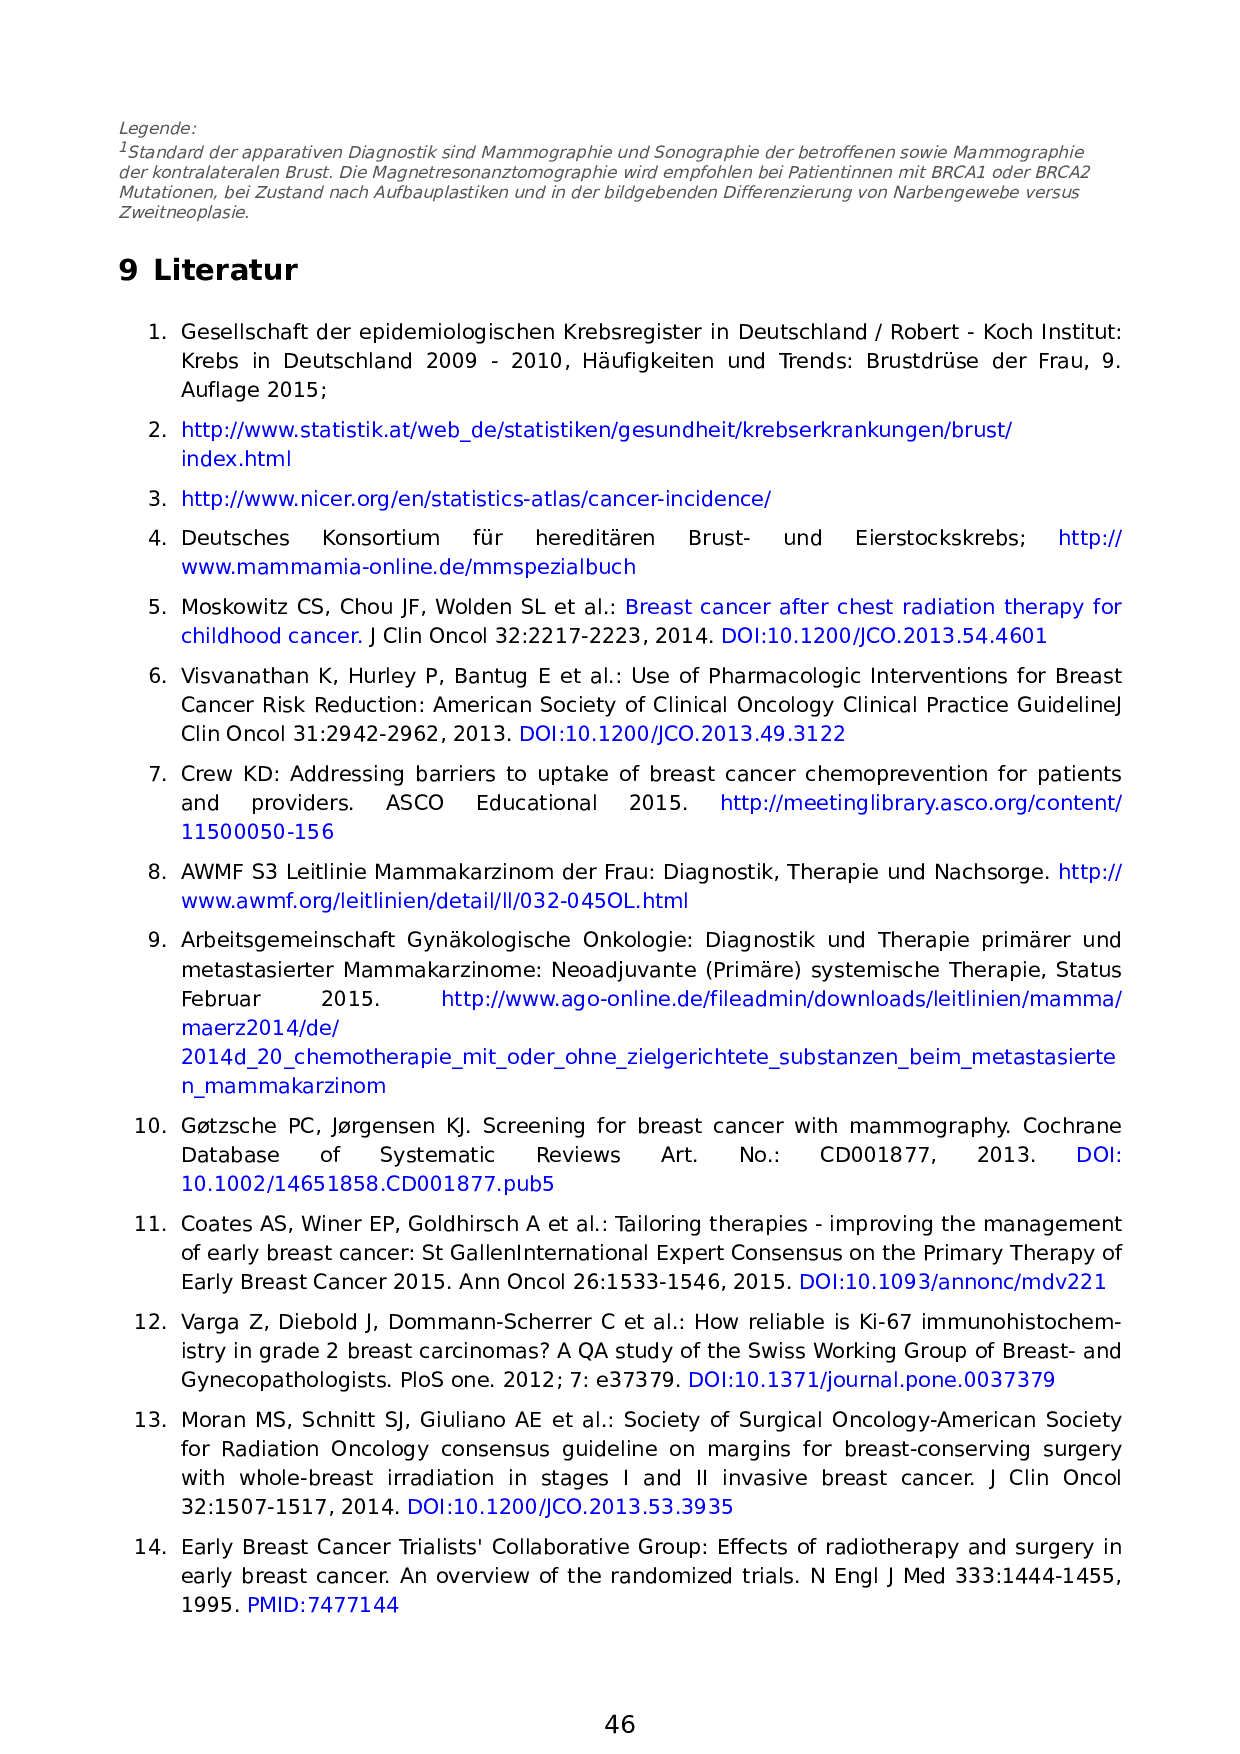 Legende:
1Standard der apparativen Diagnostik sind Mammographie und Sonographie der betroffenen sowie Mammographie
der kontralateralen Brust. Die Magnetresonanztomographie wird empfohlen bei Patientinnen mit BRCA1 oder BRCA2
Mutationen, bei Zustand nach Aufbauplastiken und in der bildgebenden Differenzierung von Narbengewebe versus
Zweitneoplasie.
9 Literatur
1. Gesellschaft der epidemiologischen Krebsregister in Deutschland / Robert - Koch Institut:
Krebs in Deutschland 2009 - 2010, Häufigkeiten und Trends: Brustdrüse der Frau, 9.
Auflage 2015;
2. http://www.statistik.at/web_de/statistiken/gesundheit/krebserkrankungen/brust/
index.html
3. http://www.nicer.org/en/statistics-atlas/cancer-incidence/
4. Deutsches Konsortium für hereditären Brust- und Eierstockskrebs; http://
www.mammamia-online.de/mmspezialbuch
5. Moskowitz CS, Chou JF, Wolden SL et al.: Breast cancer after chest radiation therapy for
childhood cancer. J Clin Oncol 32:2217-2223, 2014. DOI:10.1200/JCO.2013.54.4601
6. Visvanathan K, Hurley P, Bantug E et al.: Use of Pharmacologic Interventions for Breast
Cancer Risk Reduction: American Society of Clinical Oncology Clinical Practice GuidelineJ
Clin Oncol 31:2942-2962, 2013. DOI:10.1200/JCO.2013.49.3122
7. Crew KD: Addressing barriers to uptake of breast cancer chemoprevention for patients
and providers. ASCO Educational 2015. http://meetinglibrary.asco.org/content/
11500050-156
8. AWMF S3 Leitlinie Mammakarzinom der Frau: Diagnostik, Therapie und Nachsorge. http://
www.awmf.org/leitlinien/detail/ll/032-045OL.html
9. Arbeitsgemeinschaft Gynäkologische Onkologie: Diagnostik und Therapie primärer und
metastasierter Mammakarzinome: Neoadjuvante (Primäre) systemische Therapie, Status
Februar 2015. http://www.ago-online.de/fileadmin/downloads/leitlinien/mamma/
maerz2014/de/
2014d_20_chemotherapie_mit_oder_ohne_zielgerichtete_substanzen_beim_metastasierte
n_mammakarzinom
10. Gøtzsche PC, Jørgensen KJ. Screening for breast cancer with mammography. Cochrane
Database of Systematic Reviews Art. No.: CD001877, 2013. DOI:
10.1002/14651858.CD001877.pub5
11. Coates AS, Winer EP, Goldhirsch A et al.: Tailoring therapies - improving the management
of early breast cancer: St GallenInternational Expert Consensus on the Primary Therapy of
Early Breast Cancer 2015. Ann Oncol 26:1533-1546, 2015. DOI:10.1093/annonc/mdv221
12. Varga Z, Diebold J, Dommann-Scherrer C et al.: How reliable is Ki-67 immunohistochem-
istry in grade 2 breast carcinomas? A QA study of the Swiss Working Group of Breast- and
Gynecopathologists. PloS one. 2012; 7: e37379. DOI:10.1371/journal.pone.0037379
13. Moran MS, Schnitt SJ, Giuliano AE et al.: Society of Surgical Oncology-American Society
for Radiation Oncology consensus guideline on margins for breast-conserving surgery
with whole-breast irradiation in stages I and II invasive breast cancer. J Clin Oncol
32:1507-1517, 2014. DOI:10.1200/JCO.2013.53.3935
14. Early Breast Cancer Trialists' Collaborative Group: Effects of radiotherapy and surgery in
early breast cancer. An overview of the randomized trials. N Engl J Med 333:1444-1455,
1995. PMID:7477144
46